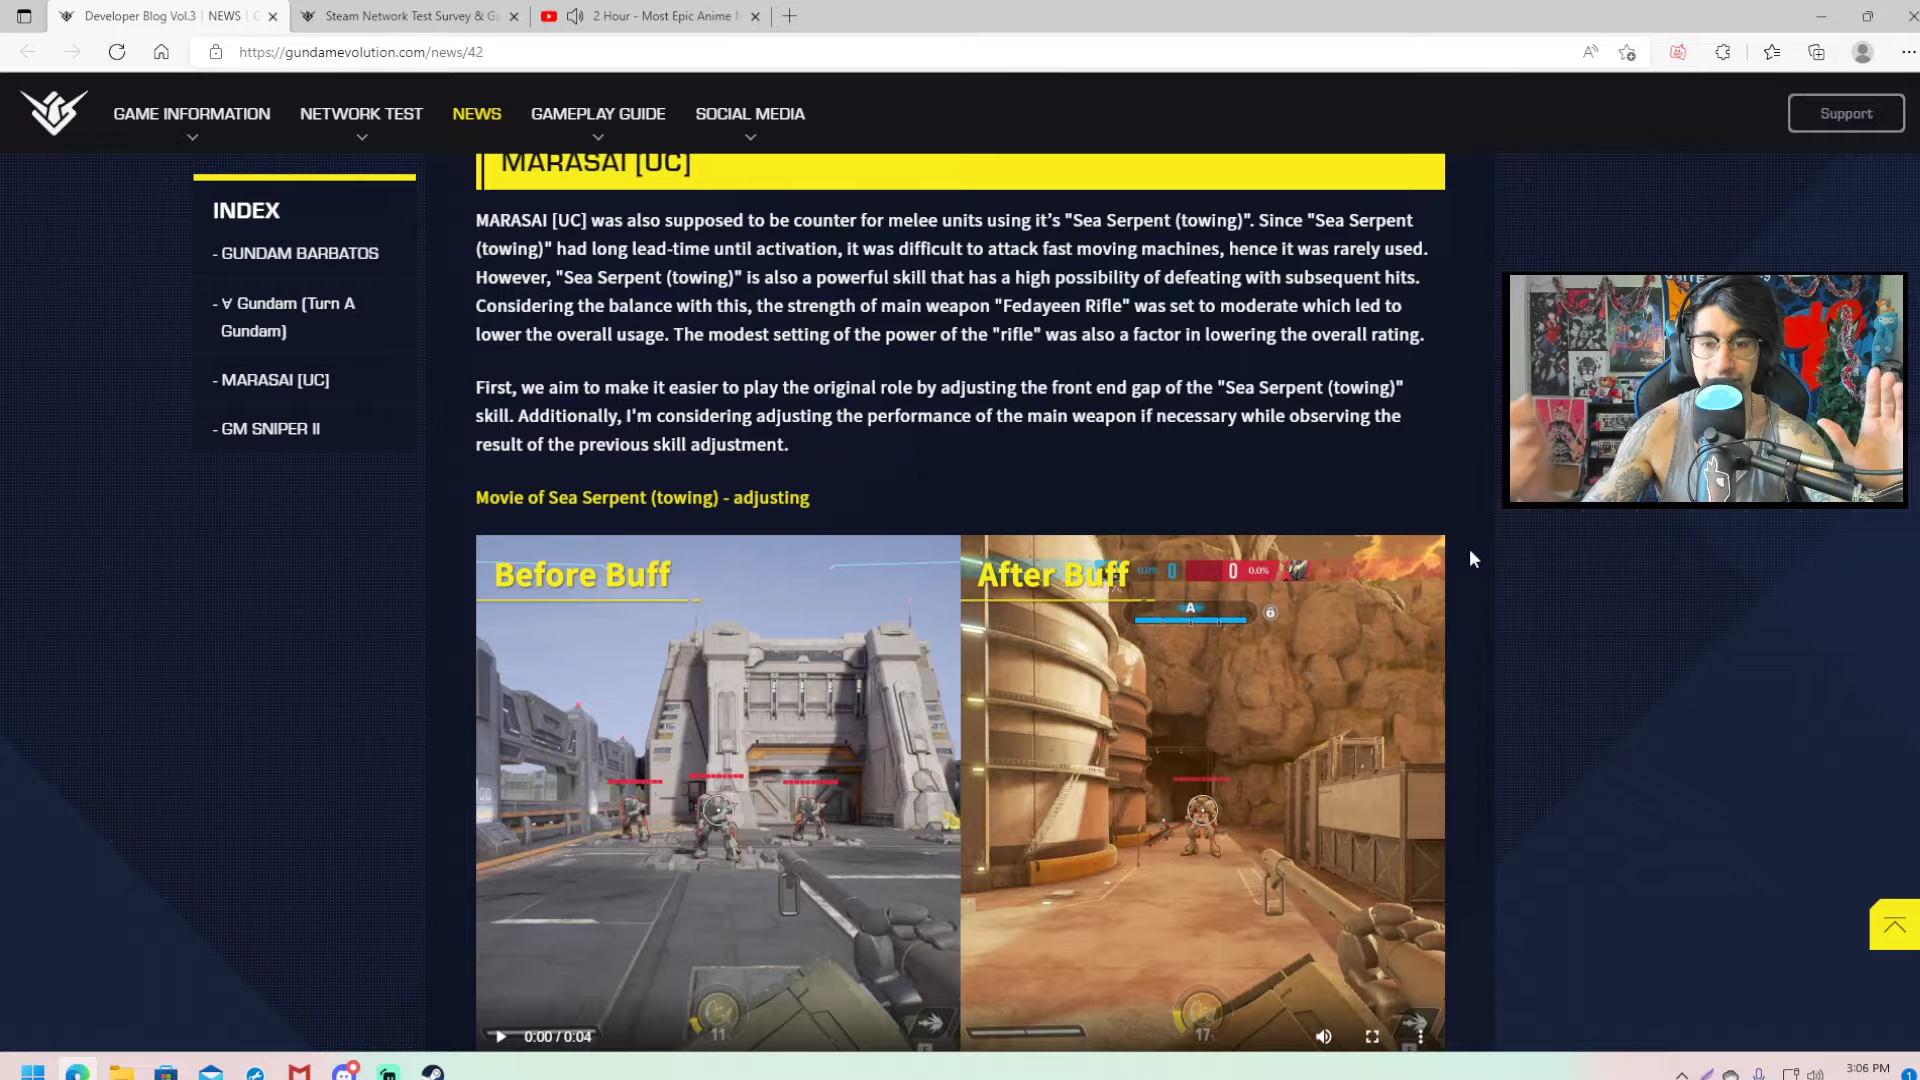 Developer Blog Vol.3 | NEWS |
Steam Network Test Survey & G
2 Hour - Most Epic Anime
https://gundamevolution.com/news/42
GAME INFORMATION
NETWORK TEST
NEWS
GAMEPLAY GUIDE
SOCIAL MEDIA
Support
INDEX
- GUNDAM BARBATOS
- ∀ Gundam (Turn A
Gundam)
- MARASAI [UC]
- GM SNIPER II
MARASAI [UC]
MARASAI [UC] was also supposed to be counter for melee units using it’s "Sea Serpent (towing)". Since "Sea Serpent
(towing)" had long lead-time until activation, it was difficult to attack fast moving machines, hence it was rarely used.
However, "Sea Serpent (towing)" is also a powerful skill that has a high possibility of defeating with subsequent hits.
Considering the balance with this, the strength of main weapon "Fedayeen Rifle" was set to moderate which led to
lower the overall usage. The modest setting of the power of the "rifle" was also a factor in lowering the overall rating.
First, we aim to make it easier to play the original role by adjusting the front end gap of the "Sea Serpent (towing)"
skill. Additionally, I'm considering adjusting the performance of the main weapon if necessary while observing the
result of the previous skill adjustment.
Movie of Sea Serpent (towing) - adjusting
Before Buff
After Buff
0.0% 0
0 0.0%
A
11
17
0:00 / 0:04
3:06 PM
1